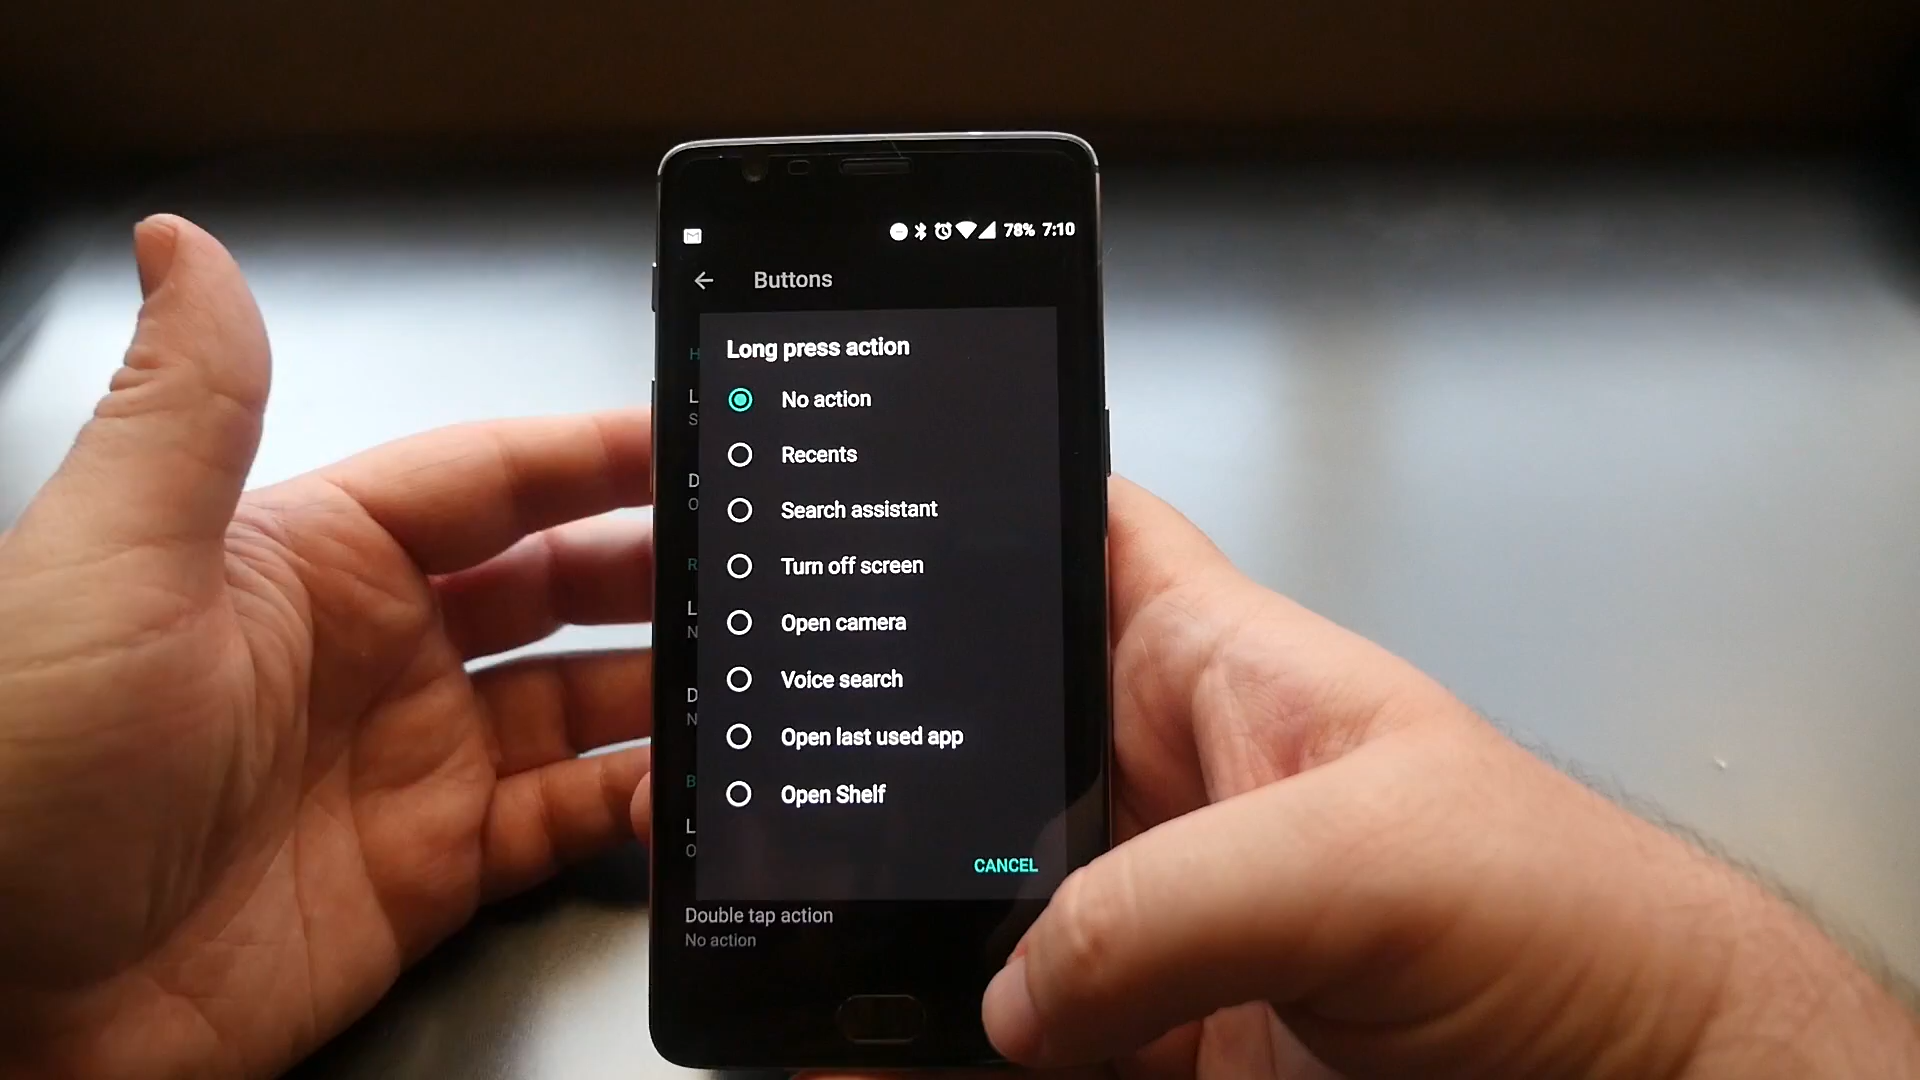 78% 7:10
Buttons
Long press action
No action
Recents
Search assistant
Turn off screen
Open camera
Voice search
Open last used app
Open Shelf
CANCEL
Double tap action
No action